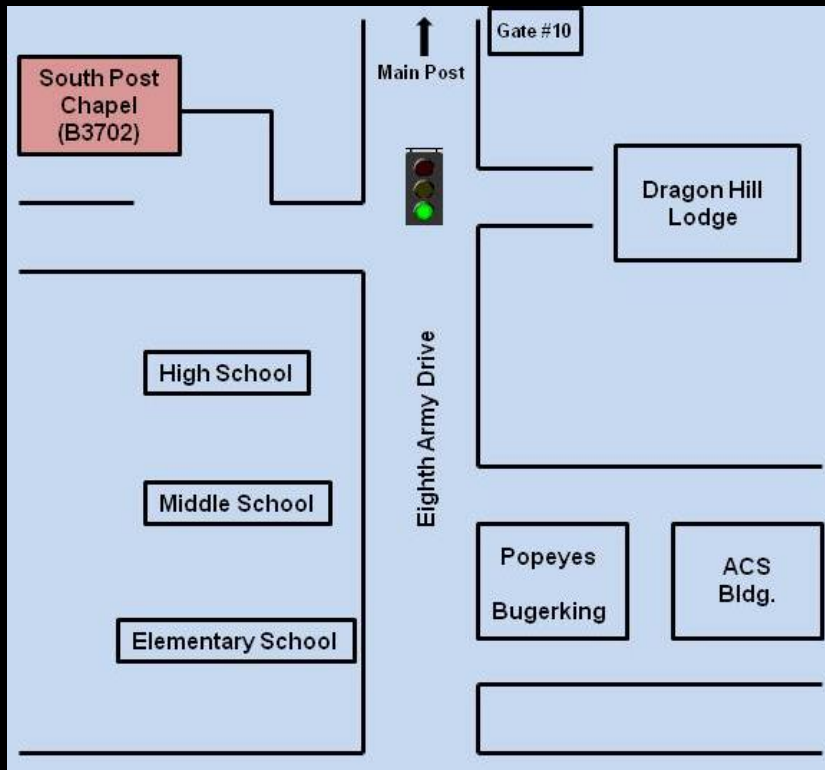 Gate #10
Main Post
South Post
Chapel
(B3702)
Dragon Hill
Lodge
High School
Eighth Army Drive
Middle School
Popeyes
Bugerking
ACS
Bldg.
Elementary School